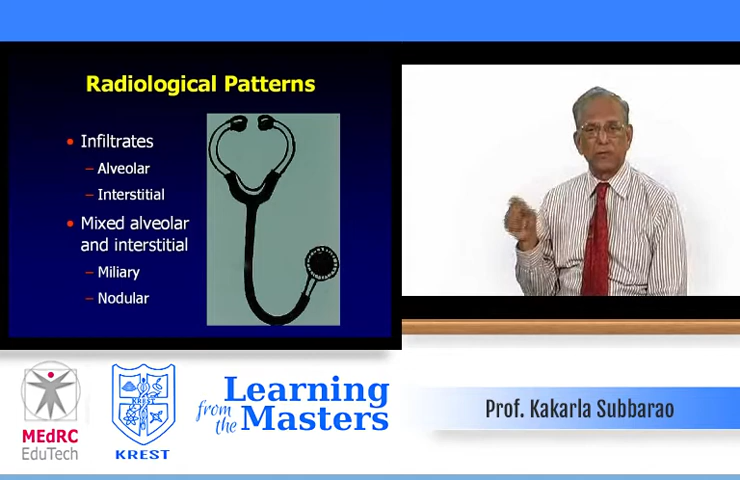 Radiological Patterns
• Infiltrates
– Alveolar
– Interstitial
• Mixed alveolar
and interstitial
– Miliary
– Nodular
MEdRC
EduTech
KREST
KREST
Learning
from the Masters
Prof. Kakarla Subbarao